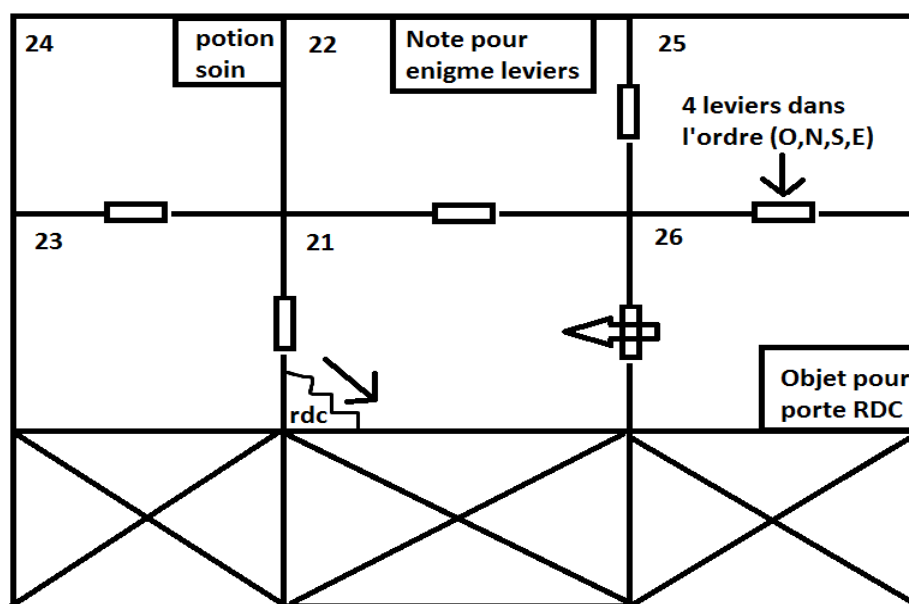 24
potion
soin
22
Note pour
enigme leviers
25
4 leviers dans
l'ordre (O,N,S,E)
23
21
26
rdc
Objet pour
porte RDC